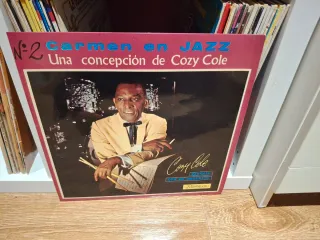 Nº2 Carmen en JAZZ
Una concepción de Cozy Cole
Cozy Cole